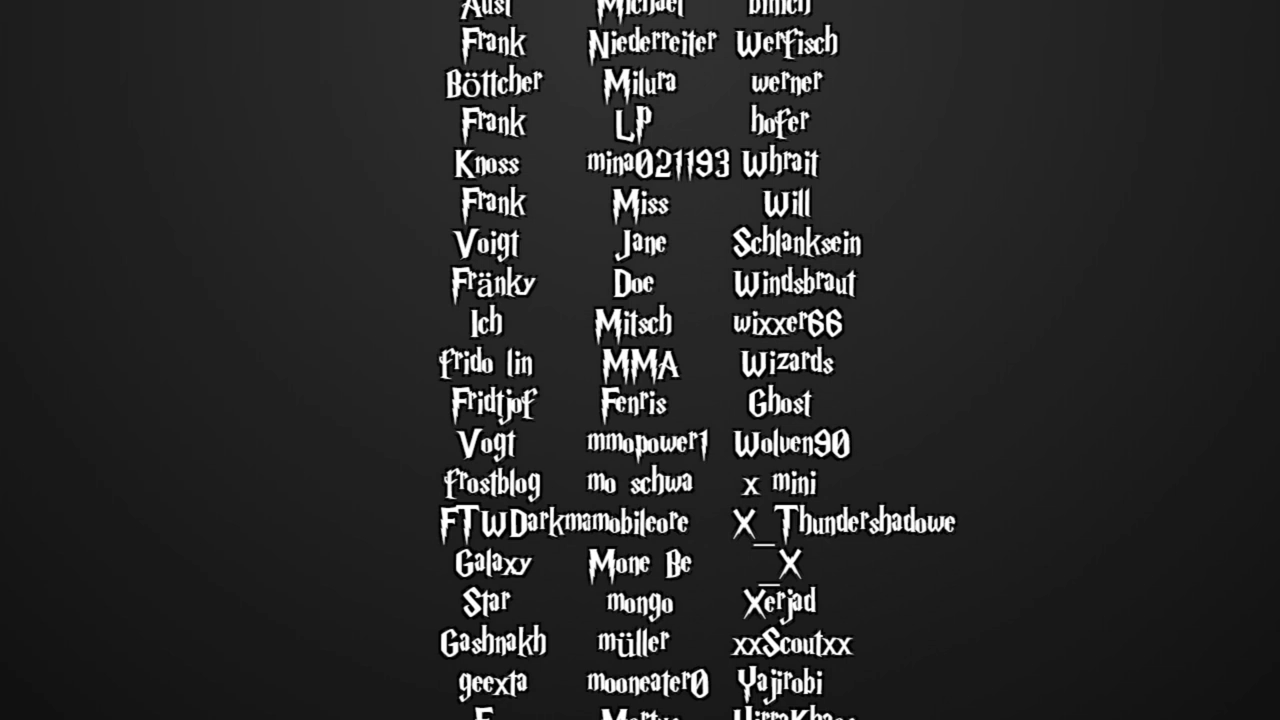 Frank Niederreiter Werfisch
Böttcher Milura werner
Frank LP hofer
Knoss mina021193 Whrait
Frank Miss Will
Voigt Jane Schlanksein
Fränky Doe Windsbraut
Ich Mitsch wixxer66
frido lin MMA Wizards
Fridtjof Fenris Ghost
Vogt mmopower1 Wolven90
frostblog mo schwa x mini
FTWDarkmamobileore X_Thundershadowe
Galaxy Mone Be _X
Star mongo Xerjad
Gashnakh müller xxScoutxx
geexta mooneater0 Yajirobi